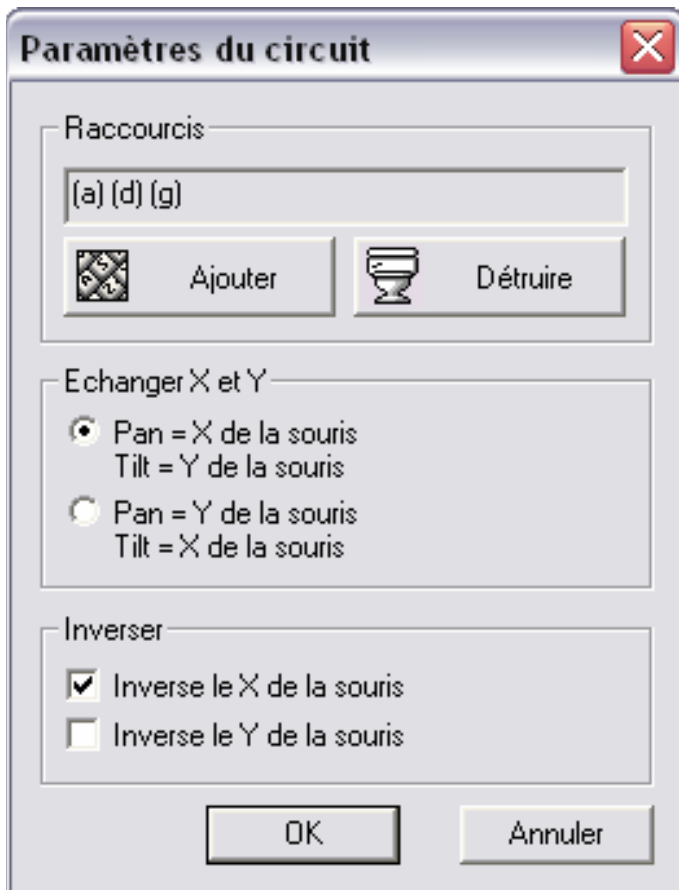 Paramètres du circuit
Raccourcis
(a) (d) (g)
Ajouter
Détruire
Echanger X et Y
Pan = X de la souris
Tilt = Y de la souris
Pan = Y de la souris
Tilt = X de la souris
Inverser
Inverse le X de la souris
Inverse le Y de la souris
OK
Annuler